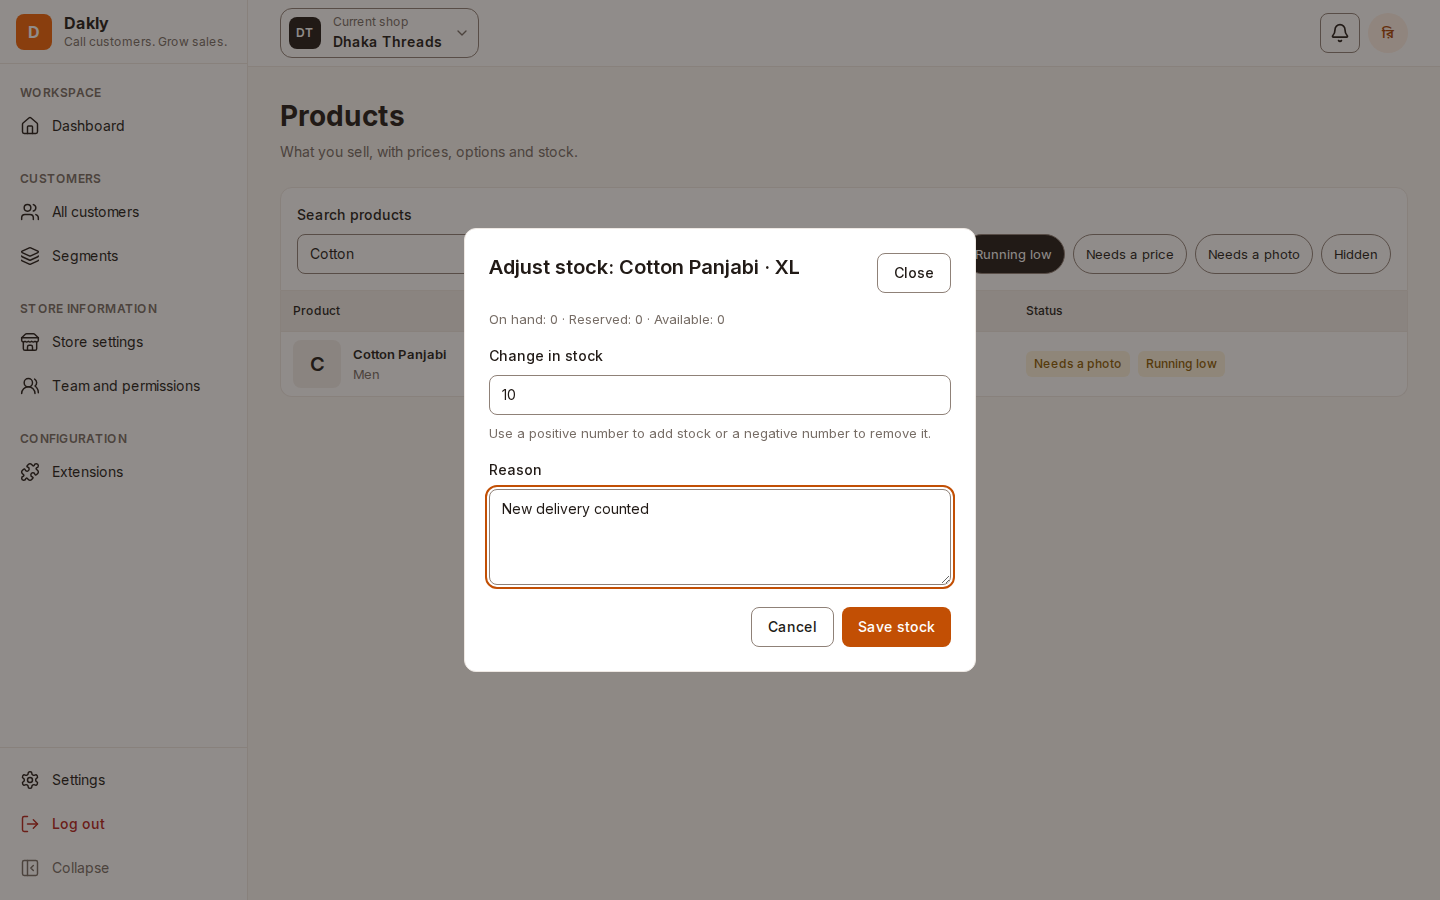 D
Dakly
Call customers. Grow sales.
DT
Current shop
Dhaka Threads
রি
WORKSPACE
Dashboard
CUSTOMERS
All customers
Segments
STORE INFORMATION
Store settings
Team and permissions
CONFIGURATION
Extensions
Settings
Log out
Collapse
Products
What you sell, with prices, options and stock.
Search products
Cotton
Running low
Needs a price
Needs a photo
Hidden
Product
Status
C
Cotton Panjabi
Men
Needs a photo
Running low
Adjust stock: Cotton Panjabi · XL
Close
On hand: 0 · Reserved: 0 · Available: 0
Change in stock
10
Use a positive number to add stock or a negative number to remove it.
Reason
New delivery counted
Cancel
Save stock